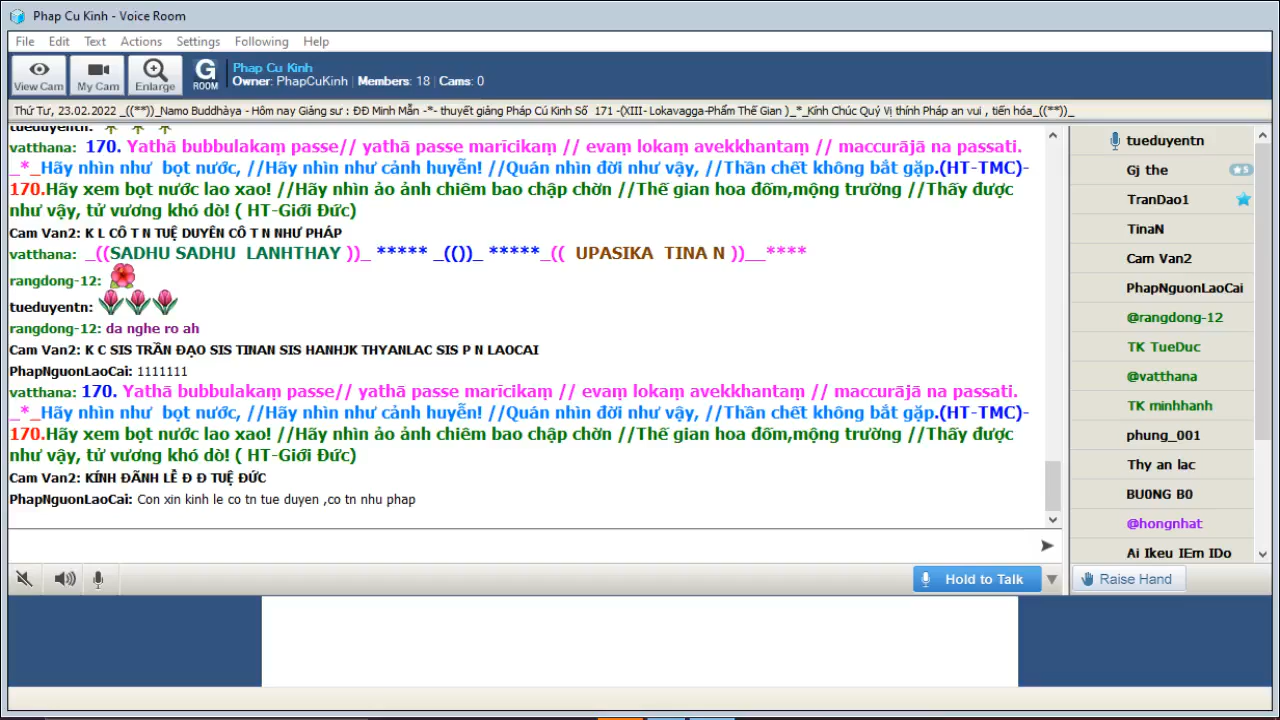 Phap Cu Kinh - Voice Room
File Edit Text Actions Settings Following Help
View Cam My Cam Enlarge G ROOM
Phap Cu Kinh
Owner: PhapCuKinh | Members: 18 | Cams: 0
Thứ Tư, 23.02.2022 _((**))_Namo Buddhàya - Hôm nay Giảng sư : ĐĐ Minh Mẫn -*- thuyết giảng Pháp Cú Kinh Số 171 -(XIII- Lokavagga-Phẩm Thế Gian )_*_Kính Chúc Quý Vị thính Pháp an vui , tiến hóa_((**))_
tueduyentn:
vatthana: 170. Yathā bubbulakaṃ passe// yathā passe marīcikaṃ // evaṃ lokaṃ avekkhantaṃ // maccurājā na passati.
_*_Hãy nhìn như bọt nước, //Hãy nhìn như cảnh huyễn! //Quán nhìn đời như vậy, //Thần chết không bắt gặp.(HT-TMC)-
170.Hãy xem bọt nước lao xao! //Hãy nhìn ảo ảnh chiêm bao chập chờn //Thế gian hoa đốm,mộng trường //Thấy được
như vậy, tử vương khó dò! ( HT-Giới Đức)
Cam Van2: K L CÔ T N TUỆ DUYÊN CÔ T N NHƯ PHÁP
vatthana: _((SADHU SADHU LANHTHAY ))_ ***** _(())_ *****_(( UPASIKA TINA N ))__****
rangdong-12:
tueduyentn:
rangdong-12: da nghe ro ah
Cam Van2: K C SIS TRẦN ĐẠO SIS TINAN SIS HANHJK THYANLAC SIS P N LAOCAI
PhapNguonLaoCai: 1111111
vatthana: 170. Yathā bubbulakaṃ passe// yathā passe marīcikaṃ // evaṃ lokaṃ avekkhantaṃ // maccurājā na passati.
_*_Hãy nhìn như bọt nước, //Hãy nhìn như cảnh huyễn! //Quán nhìn đời như vậy, //Thần chết không bắt gặp.(HT-TMC)-
170.Hãy xem bọt nước lao xao! //Hãy nhìn ảo ảnh chiêm bao chập chờn //Thế gian hoa đốm,mộng trường //Thấy được
như vậy, tử vương khó dò! ( HT-Giới Đức)
Cam Van2: KÍNH ĐÃNH LỄ Đ Đ TUỆ ĐỨC
PhapNguonLaoCai: Con xin kinh le co tn tue duyen ,co tn nhu phap
Hold to Talk
tueduyentn
Gj the
5
TranDao1
TinaN
Cam Van2
PhapNguonLaoCai
@rangdong-12
TK TueDuc
@vatthana
TK minhhanh
phung_001
Thy an lac
BU0NG B0
@hongnhat
Ai Ikeu IEm IDo
Raise Hand